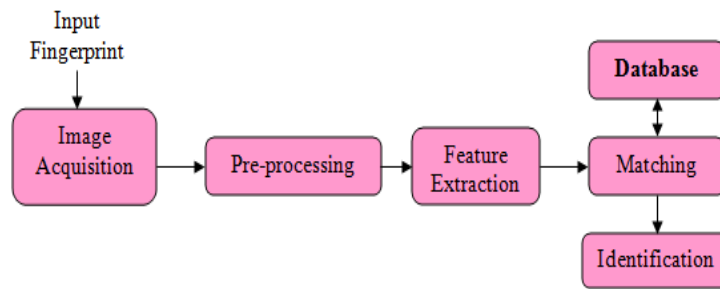 Input
Fingerprint
Image
Acquisition
Pre-processing
Feature
Extraction
Database
Matching
Identification